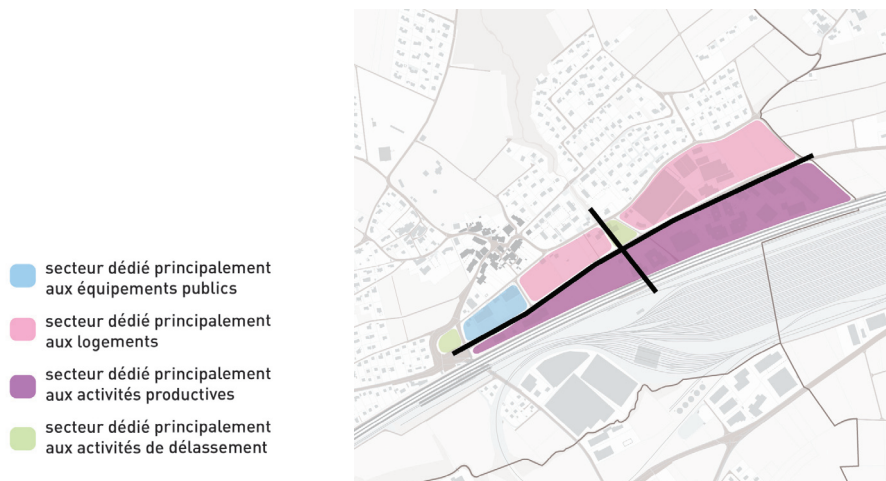 secteur dédié principalement
aux équipements publics
secteur dédié principalement
aux logements
secteur dédié principalement
aux activités productives
secteur dédié principalement
aux activités de délassement